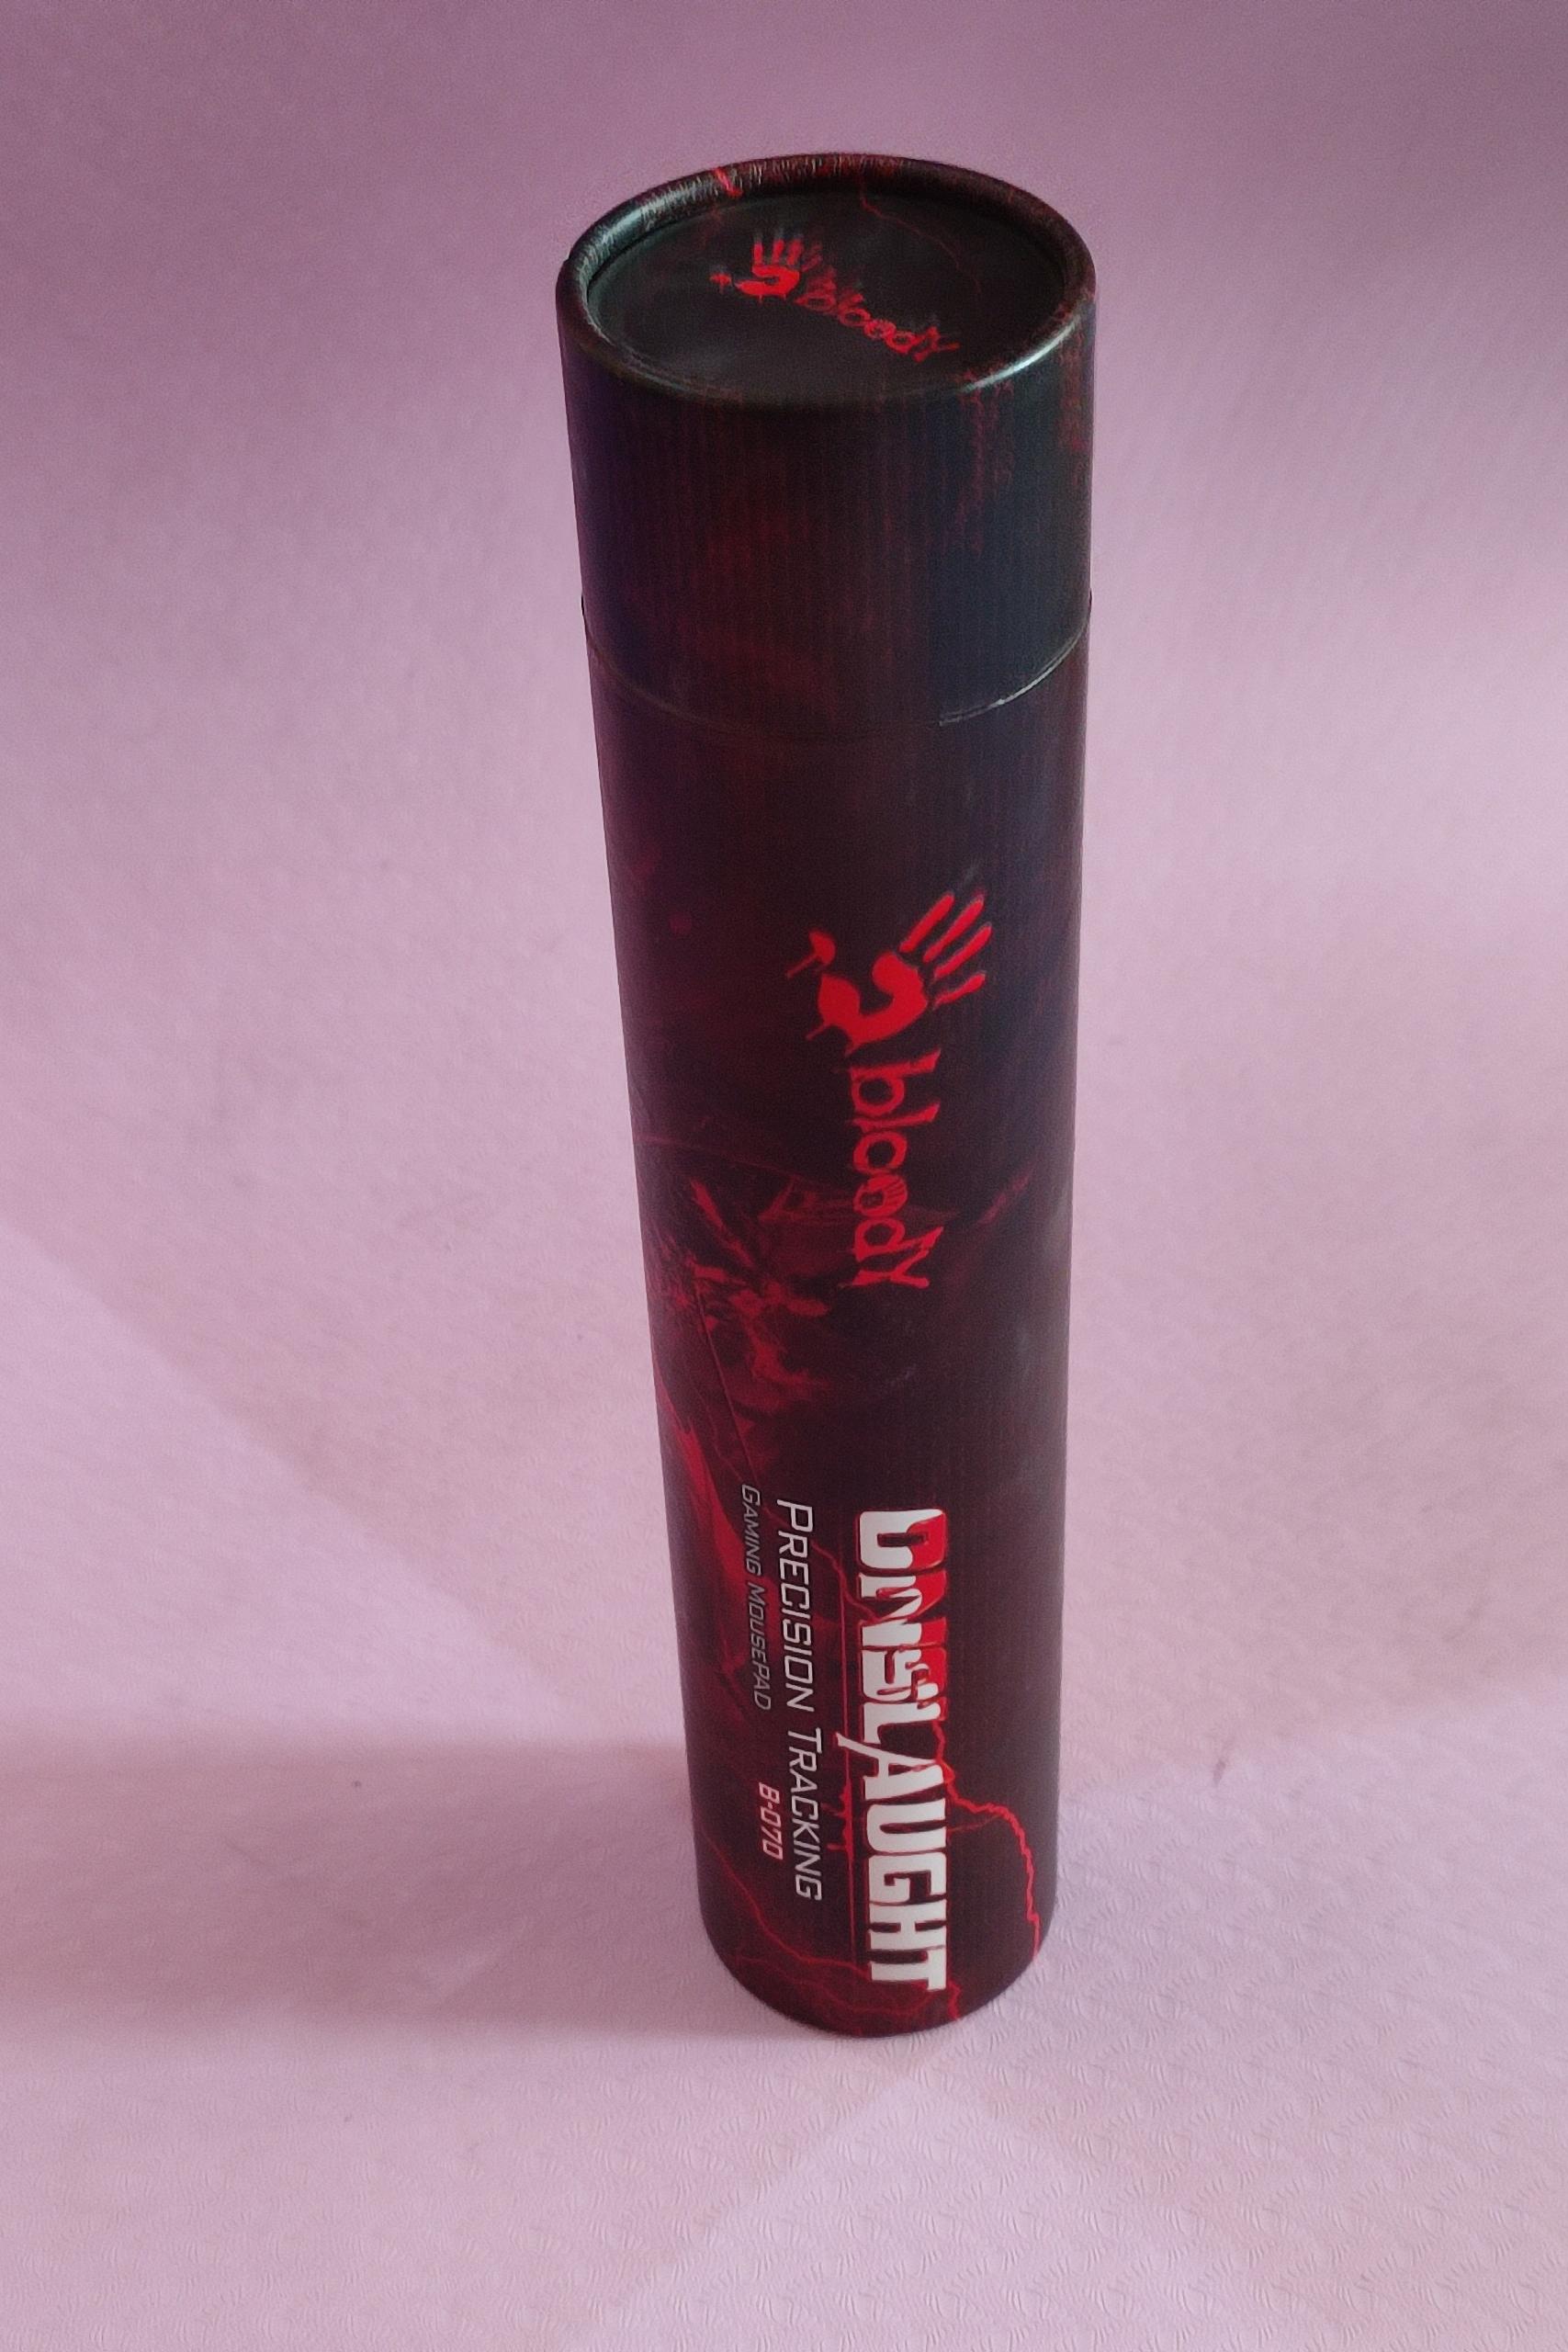 bloody
bloody
ONSLAUGHT
PRECISION TRACKING
GAMING MOUSEPAD
B-070